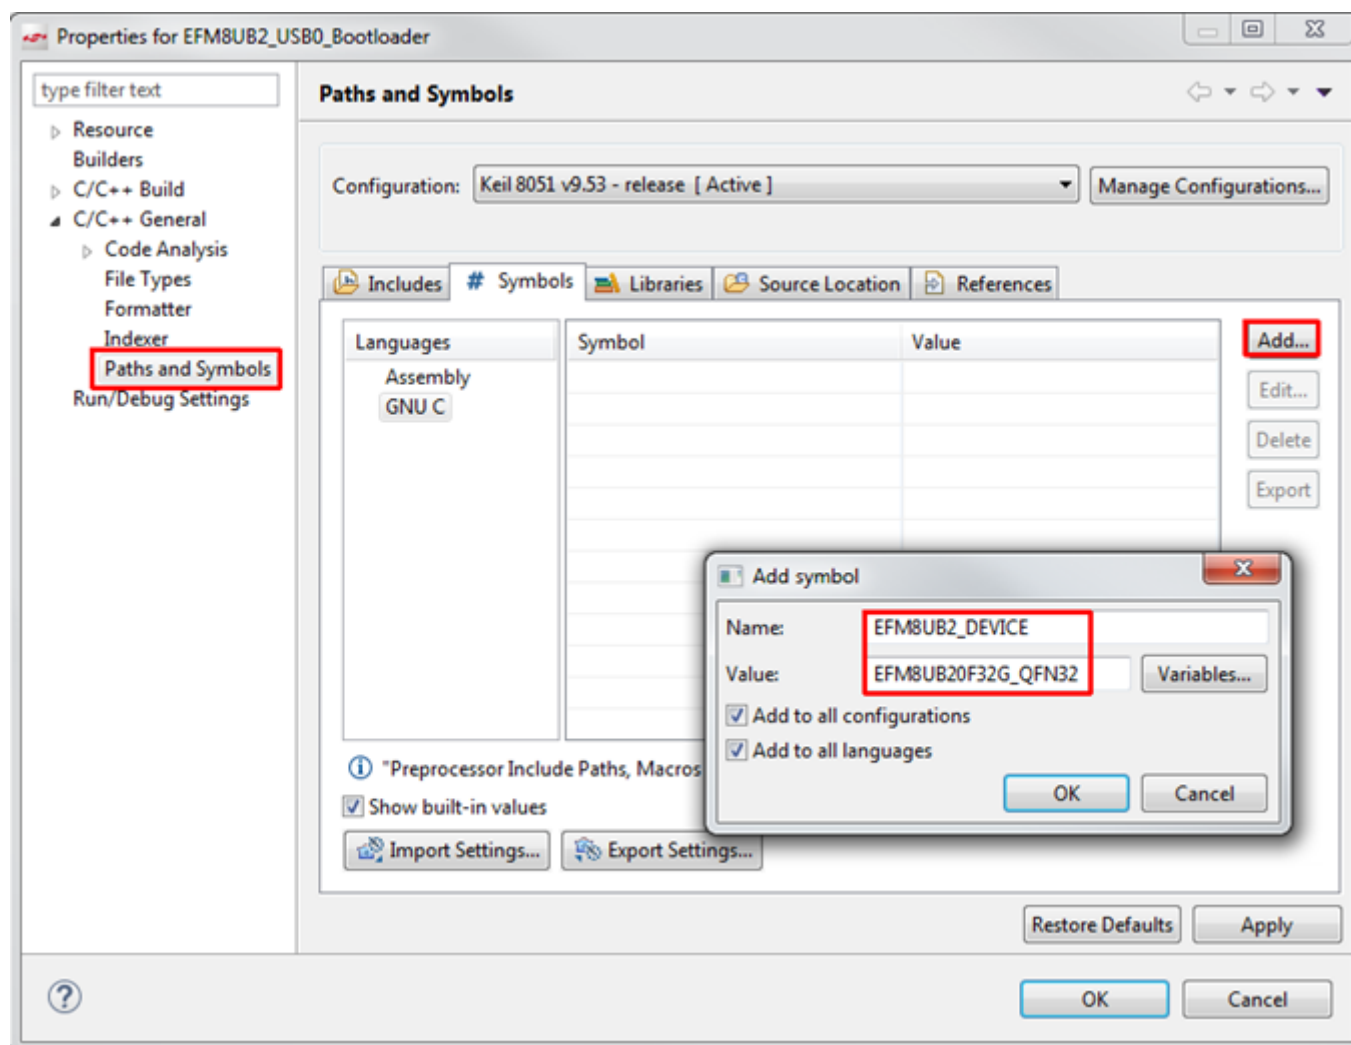 Properties for EFM8UB2_USB0_Bootloader
type filter text
Resource
Builders
C/C++ Build
C/C++ General
Code Analysis
File Types
Formatter
Indexer
Paths and Symbols
Run/Debug Settings
Paths and Symbols
Configuration: Keil 8051 v9.53 - release [ Active ] Manage Configurations...
Includes # Symbols Libraries Source Location References
Languages Symbol Value
Assembly
GNU C
Add...
Edit...
Delete
Export
Add symbol
Name: EFM8UB2_DEVICE
Value: EFM8UB20F32G_QFN32 Variables...
Add to all configurations
Add to all languages
OK Cancel
"Preprocessor Include Paths, Macros
Show built-in values
Import Settings... Export Settings...
Restore Defaults Apply
OK Cancel